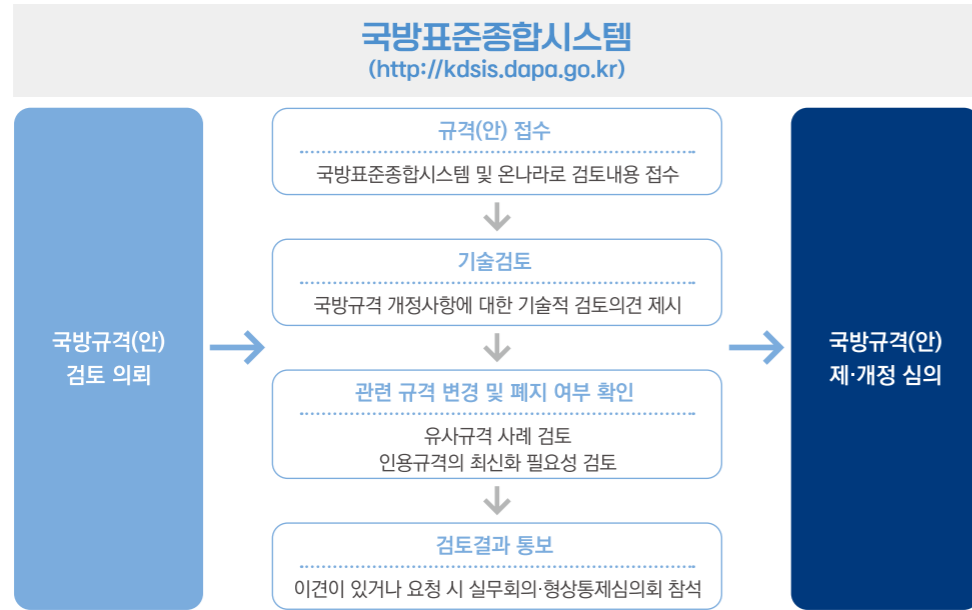 국방표준종합시스템
(http://kdsis.dapa.go.kr)
국방규격(안)
검토 의뢰
규격(안) 접수
국방표준종합시스템 및 온나라로 검토내용 접수
기술검토
국방규격 개정사항에 대한 기술적 검토의견 제시
관련 규격 변경 및 폐지 여부 확인
유사규격 사례 검토
인용규격의 최신화 필요성 검토
검토결과 통보
이견이 있거나 요청 시 실무회의·형상통제심의회 참석
국방규격(안)
제·개정 심의